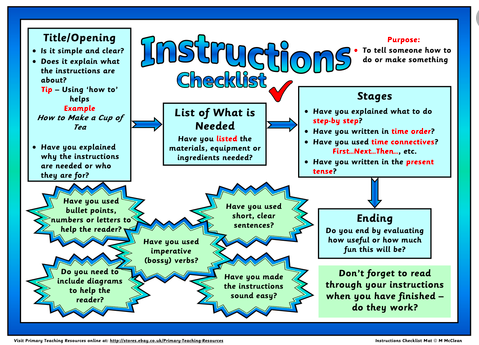 Instructions
Checklist
Purpose:
• To tell someone how to
do or make something
Title/Opening
• Is it simple and clear?
• Does it explain what
the instructions are
about?
Tip – Using ‘how to’
helps
Example
How to Make a Cup of
Tea
• Have you explained
why the instructions
are needed or who
they are for?
List of What is
Needed
Have you listed the
materials, equipment or
ingredients needed?
Stages
• Have you explained what to do
step-by step?
• Have you written in time order?
• Have you used time connectives?
First…Next…Then…, etc.
• Have you written in the present
tense?
Ending
Do you end by evaluating
how useful or how much
fun this will be?
Have you used
bullet points,
numbers or letters to
help the reader?
Have you used
short, clear
sentences?
Have you used
imperative
(bossy) verbs?
Do you need to
include diagrams
to help the
reader?
Have you made
the instructions
sound easy?
Don’t forget to read
through your instructions
when you have finished –
do they work?
Visit Primary Teaching Resources online at: http://stores.ebay.co.uk/Primary-Teaching-Resources
Instructions Checklist Mat © M McClean